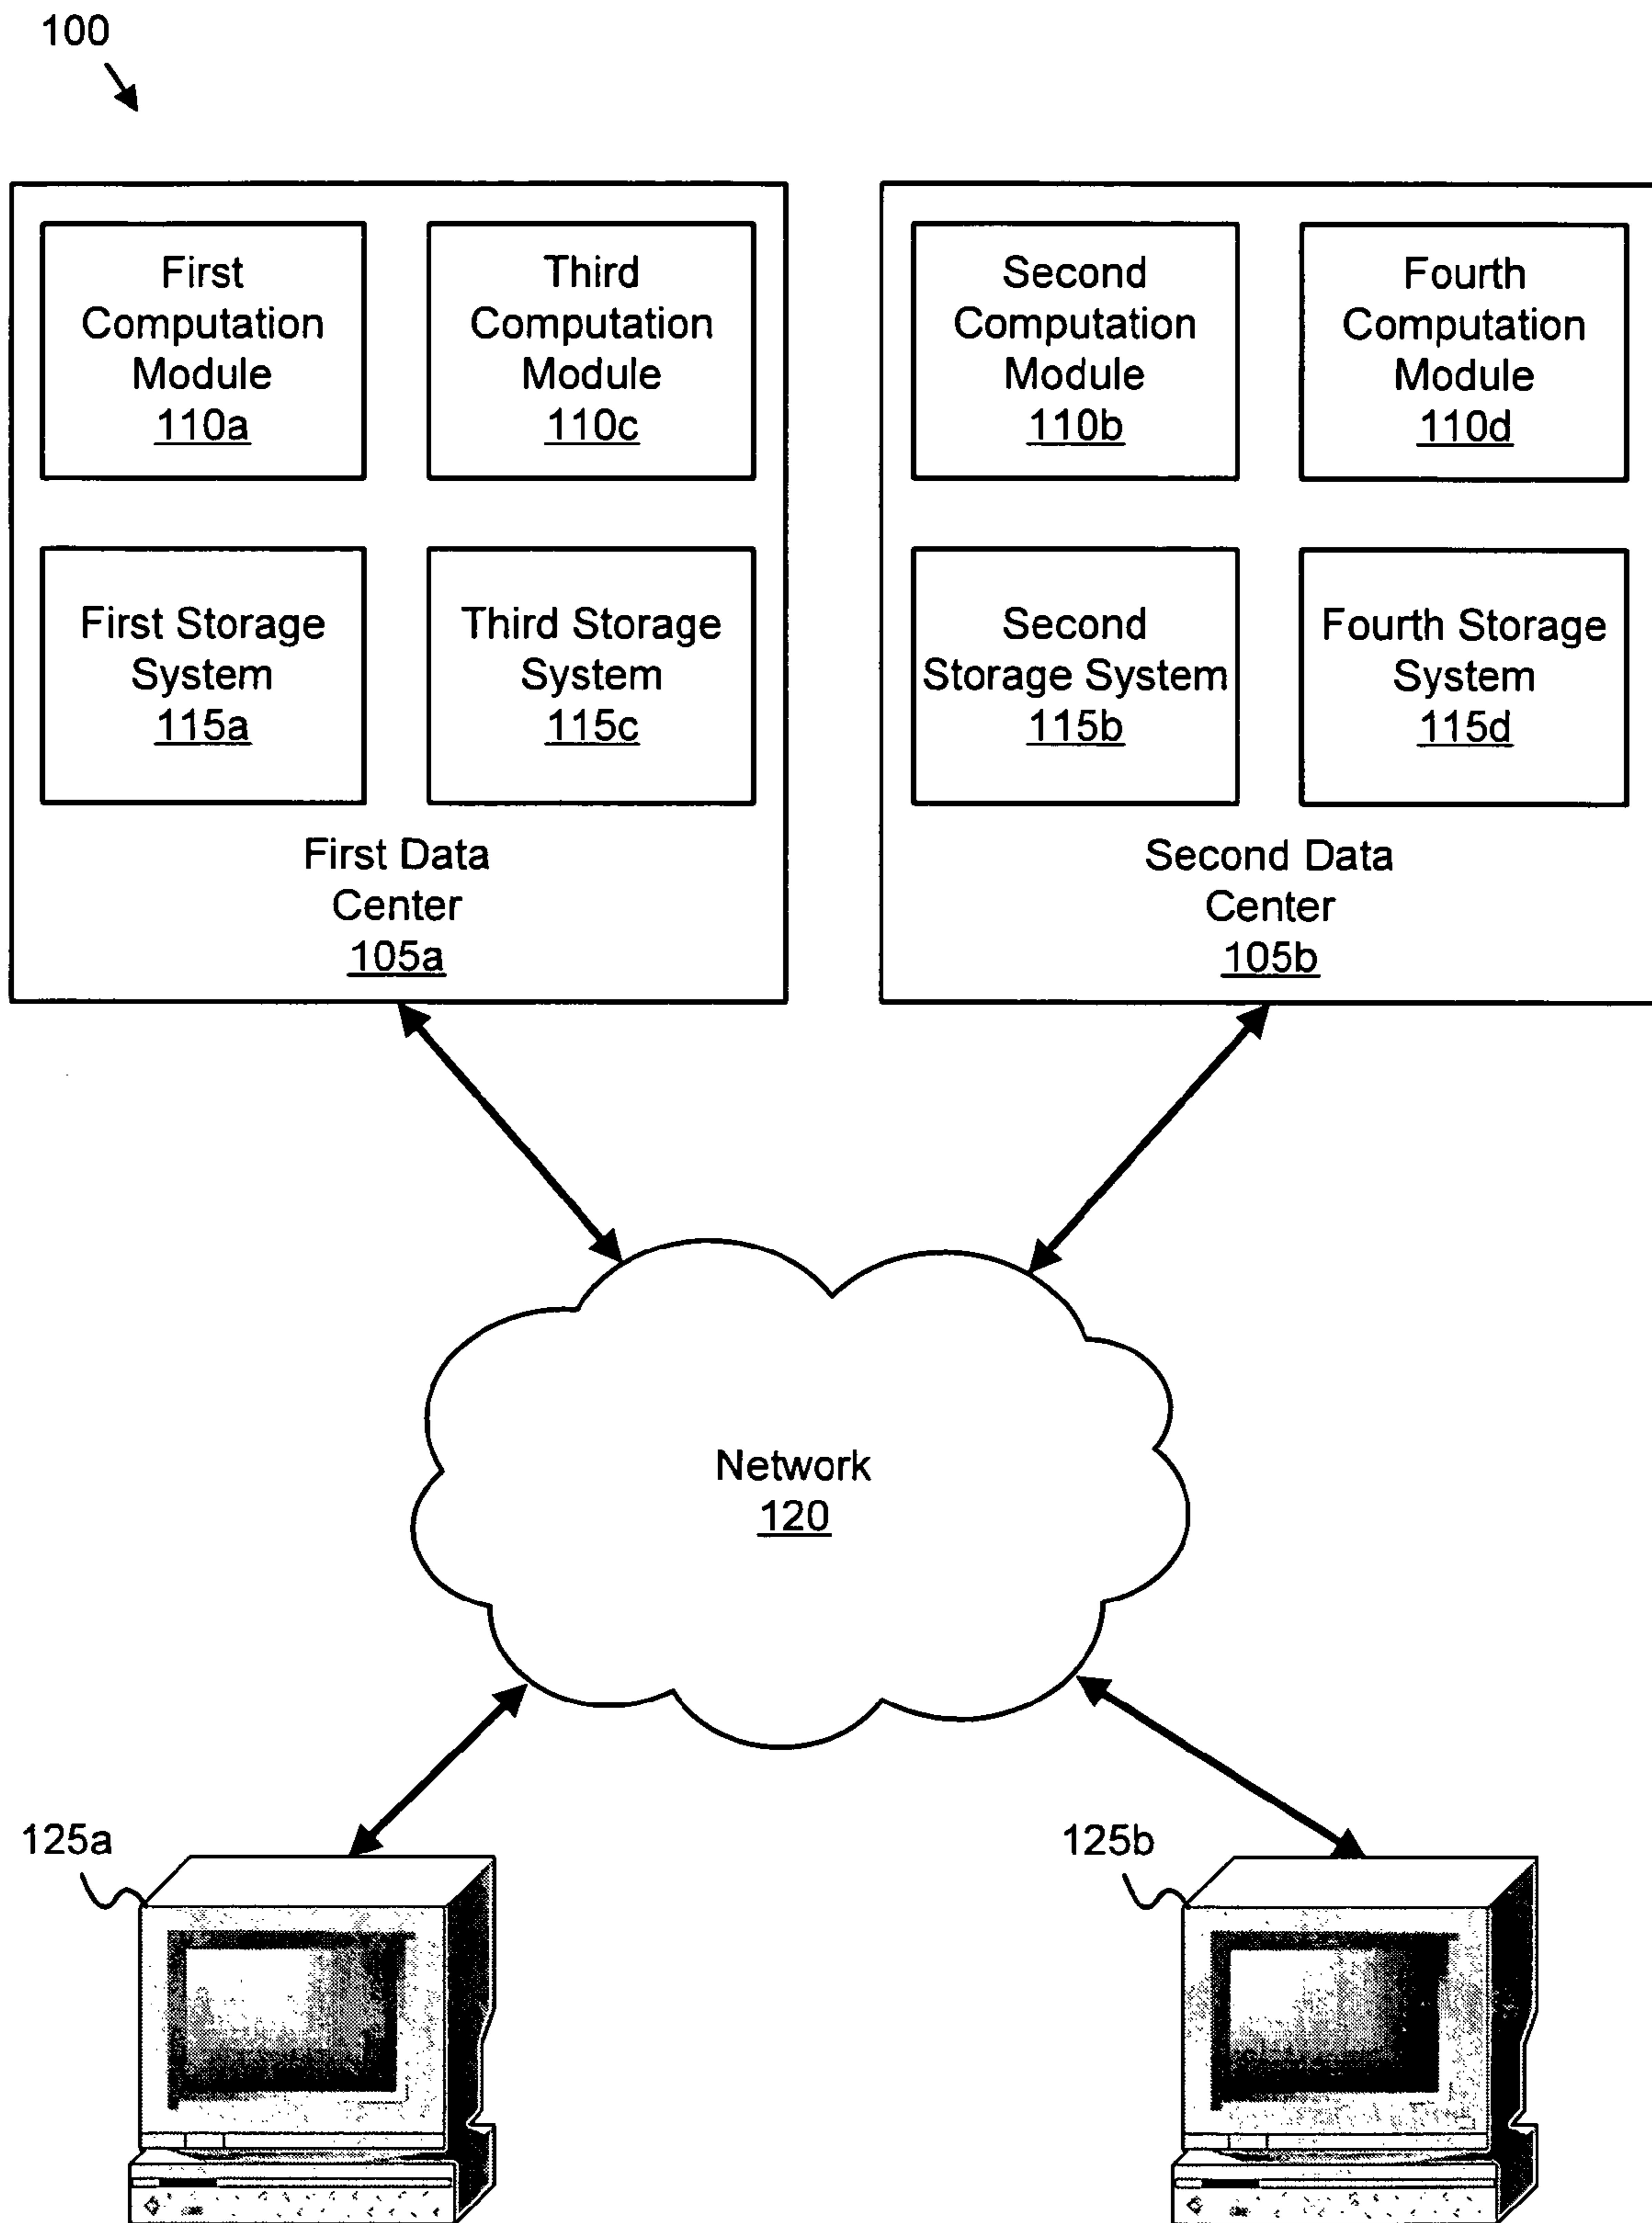 100
First
Computation
Module
110a
Third
Computation
Module
110c
First Storage
System
115a
Third Storage
System
115c
First Data
Center
105a
Second
Computation
Module
110b
Fourth
Computation
Module
110d
Second
Storage System
115b
Fourth Storage
System
115d
Second Data
Center
105b
Network
120
125a
125b